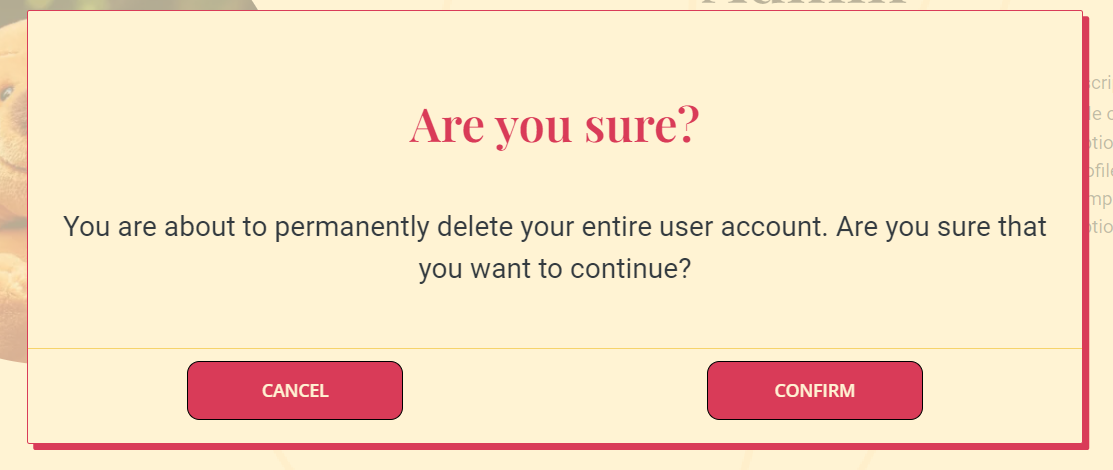 Are you sure?
You are about to permanently delete your entire user account. Are you sure that
you want to continue?
CANCEL
CONFIRM